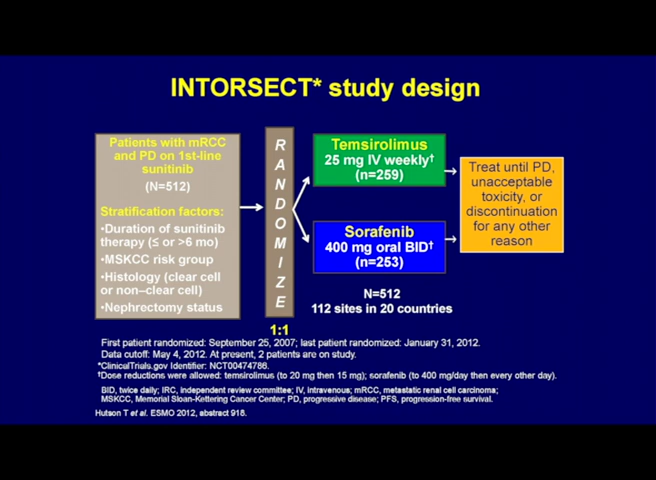 INTORSECT* study design
Patients with mRCC
and PD on 1st-line
sunitinib
(N=512)
Stratification factors:
•Duration of sunitinib
therapy (≤ or >6 mo)
•MSKCC risk group
•Histology (clear cell
or non–clear cell)
•Nephrectomy status
R
A
N
D
O
M
I
Z
E
1:1
Temsirolimus
25 mg IV weekly†
(n=259)
Sorafenib
400 mg oral BID†
(n=253)
N=512
112 sites in 20 countries
Treat until PD,
unacceptable
toxicity, or
discontinuation
for any other
reason
First patient randomized: September 25, 2007; last patient randomized: January 31, 2012.
Data cutoff: May 4, 2012. At present, 2 patients are on study.
*ClinicalTrials.gov Identifier: NCT00474786.
†Dose reductions were allowed: temsirolimus (to 20 mg then 15 mg); sorafenib (to 400 mg/day then every other day).
BID, twice daily; IRC, independent review committee; IV, intravenous; mRCC, metastatic renal cell carcinoma;
MSKCC, Memorial Sloan-Kettering Cancer Center; PD, progressive disease; PFS, progression-free survival.
Hutson T et al. ESMO 2012, abstract 918.